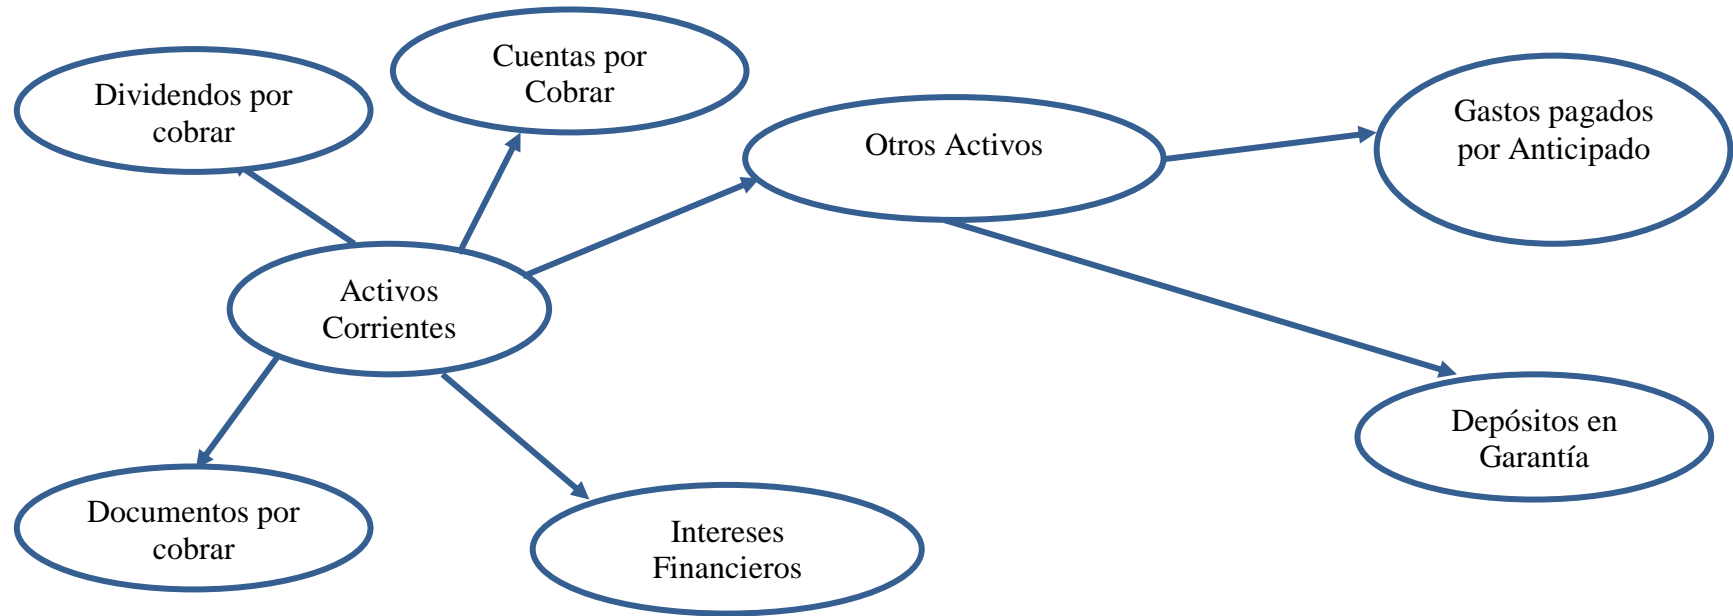 Dividendos por
cobrar
Cuentas por
Cobrar
Otros Activos
Gastos pagados
por Anticipado
Activos
Corrientes
Depósitos en
Garantía
Documentos por
cobrar
Intereses
Financieros